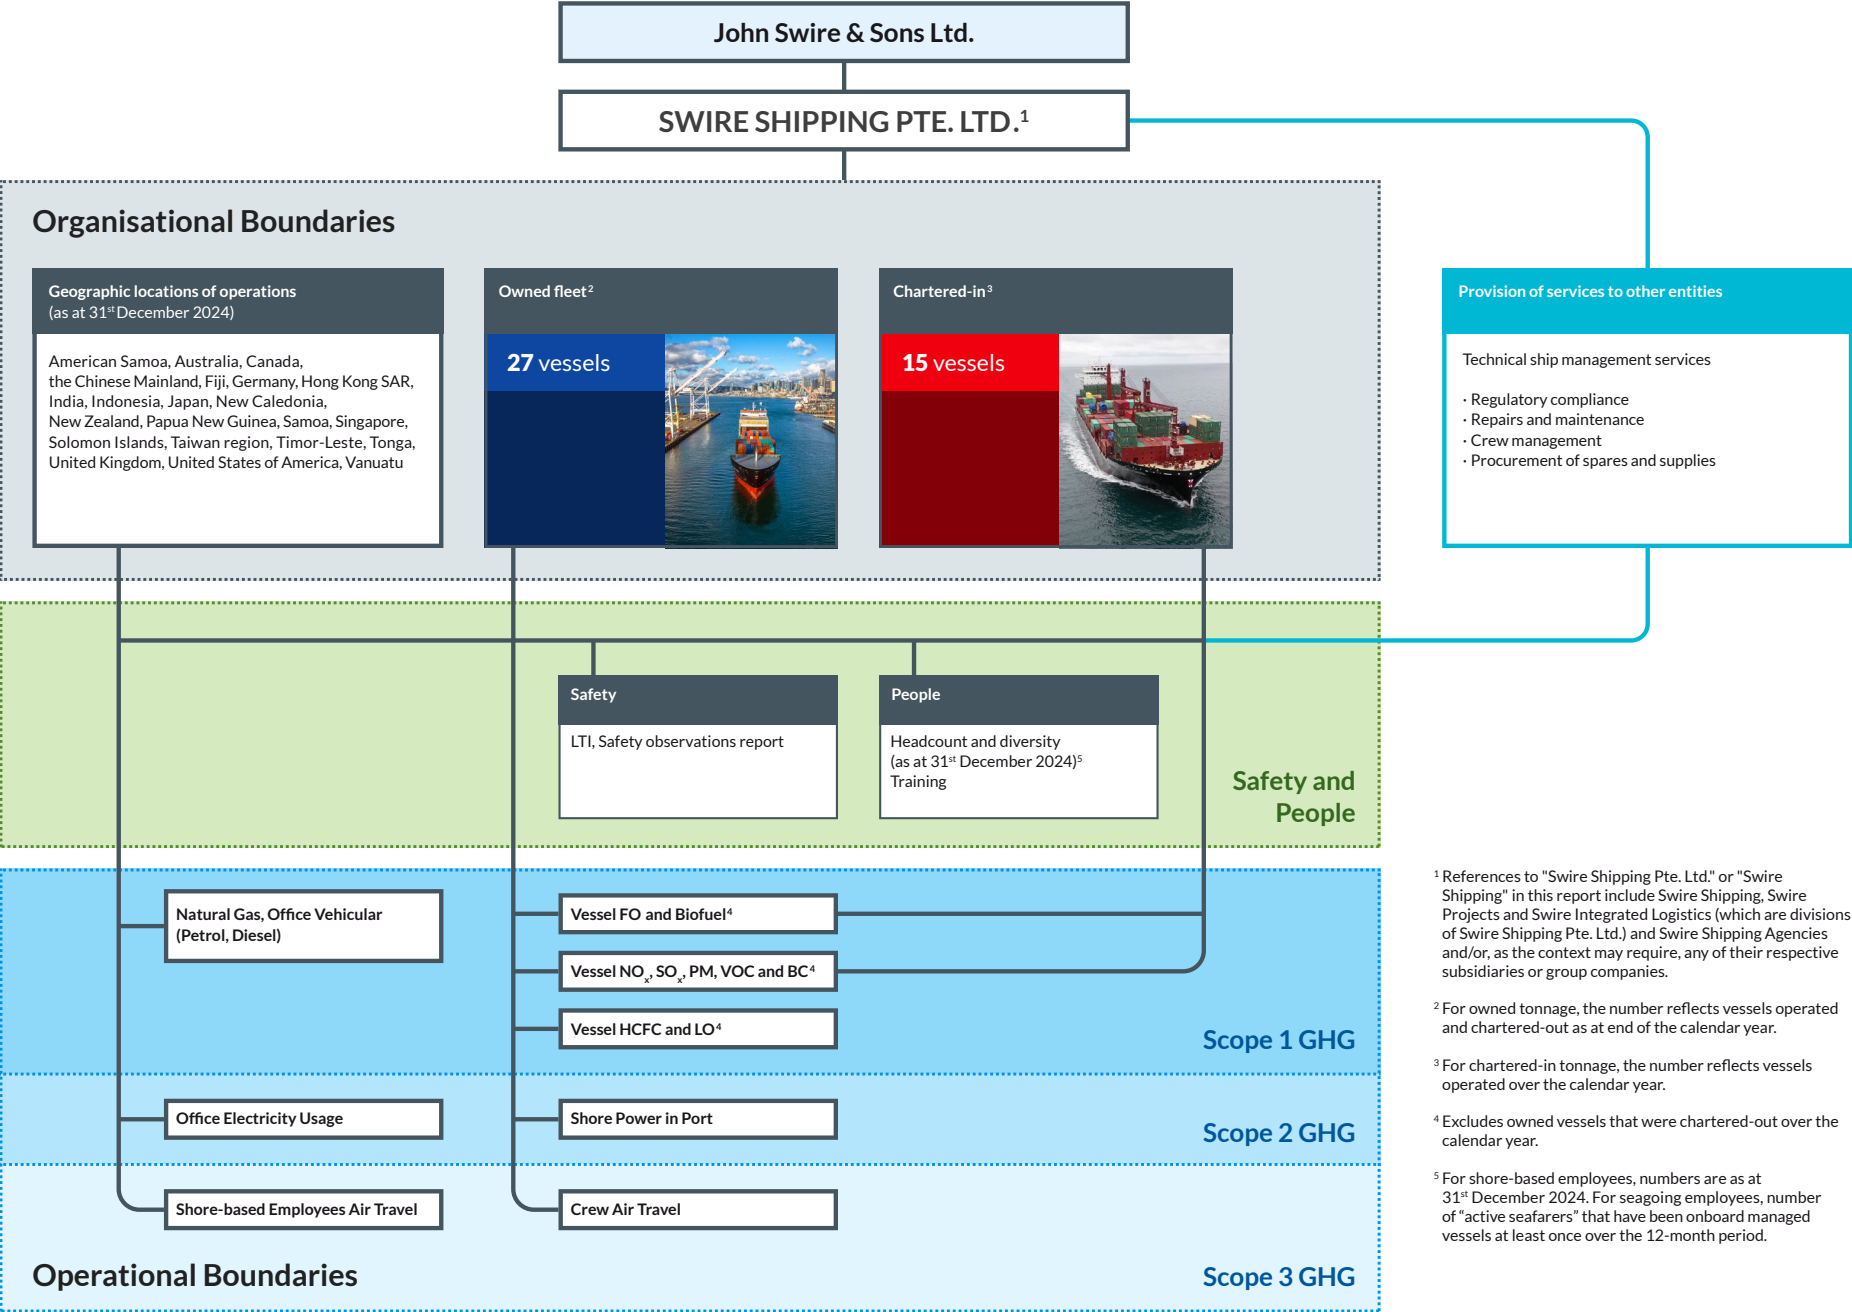 John Swire & Sons Ltd.
SWIRE SHIPPING PTE. LTD.¹
Organisational Boundaries
Geographic locations of operations
(as at 31st December 2024)
American Samoa, Australia, Canada,
the Chinese Mainland, Fiji, Germany, Hong Kong SAR,
India, Indonesia, Japan, New Caledonia,
New Zealand, Papua New Guinea, Samoa, Singapore,
Solomon Islands, Taiwan region, Timor-Leste, Tonga,
United Kingdom, United States of America, Vanuatu
Owned fleet²
27 vessels
Chartered-in³
15 vessels
Provision of services to other entities
Technical ship management services
· Regulatory compliance
· Repairs and maintenance
· Crew management
· Procurement of spares and supplies
Safety
LTI, Safety observations report
People
Headcount and diversity
(as at 31st December 2024)⁵
Training
Safety and
People
Natural Gas, Office Vehicular
(Petrol, Diesel)
Vessel FO and Biofuel⁴
Vessel NOx, SOx, PM, VOC and BC⁴
Vessel HCFC and LO⁴
Scope 1 GHG
Office Electricity Usage
Shore Power in Port
Scope 2 GHG
Shore-based Employees Air Travel
Crew Air Travel
Operational Boundaries
Scope 3 GHG
¹ References to "Swire Shipping Pte. Ltd." or "Swire
Shipping" in this report include Swire Shipping, Swire
Projects and Swire Integrated Logistics (which are divisions
of Swire Shipping Pte. Ltd.) and Swire Shipping Agencies
and/or, as the context may require, any of their respective
subsidiaries or group companies.
² For owned tonnage, the number reflects vessels operated
and chartered-out as at end of the calendar year.
³ For chartered-in tonnage, the number reflects vessels
operated over the calendar year.
⁴ Excludes owned vessels that were chartered-out over the
calendar year.
⁵ For shore-based employees, numbers are as at
31st December 2024. For seagoing employees, number
of “active seafarers” that have been onboard managed
vessels at least once over the 12-month period.